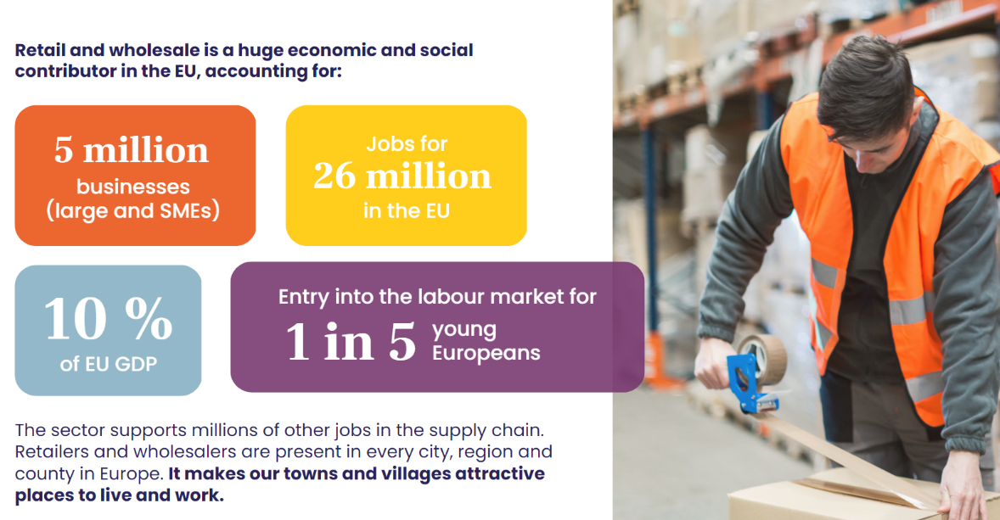 Retail and wholesale is a huge economic and social
contributor in the EU, accounting for:
5 million
businesses
(large and SMEs)
Jobs for
26 million
in the EU
10 %
of EU GDP
Entry into the labour market for
1 in 5 young
Europeans
The sector supports millions of other jobs in the supply chain.
Retailers and wholesalers are present in every city, region and
county in Europe. It makes our towns and villages attractive
places to live and work.